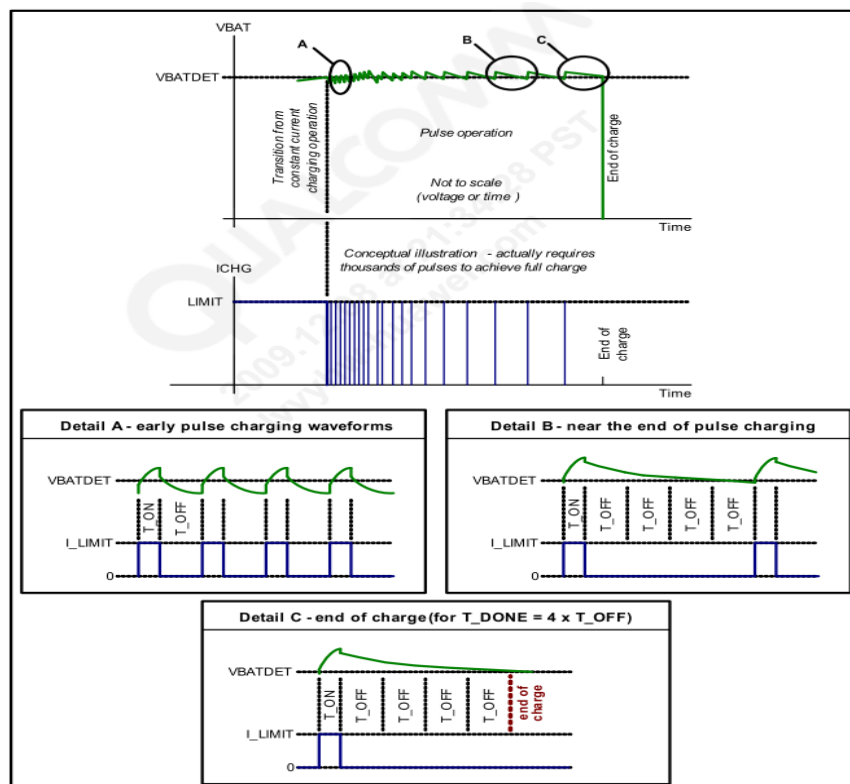 VBAT
A
B
C
VBATDET
Transition from
constant current
charging operation
Pulse operation
Not to scale
(voltage or time)
End of charge
Time
QUALCOMM
Conceptual illustration - actually requires
thousands of pulses to achieve full charge
ICHG
LIMIT
End of
charge
Time
Detail A - early pulse charging waveforms
VBATDET
T_ON
T_OFF
I_LIMIT
0
Detail B - near the end of pulse charging
VBATDET
T_ON
T_OFF
T_OFF
T_OFF
T_OFF
I_LIMIT
0
Detail C - end of charge (for T_DONE = 4 x T_OFF)
VBATDET
T_ON
T_OFF
T_OFF
T_OFF
T_OFF
end of
charge
I_LIMIT
0